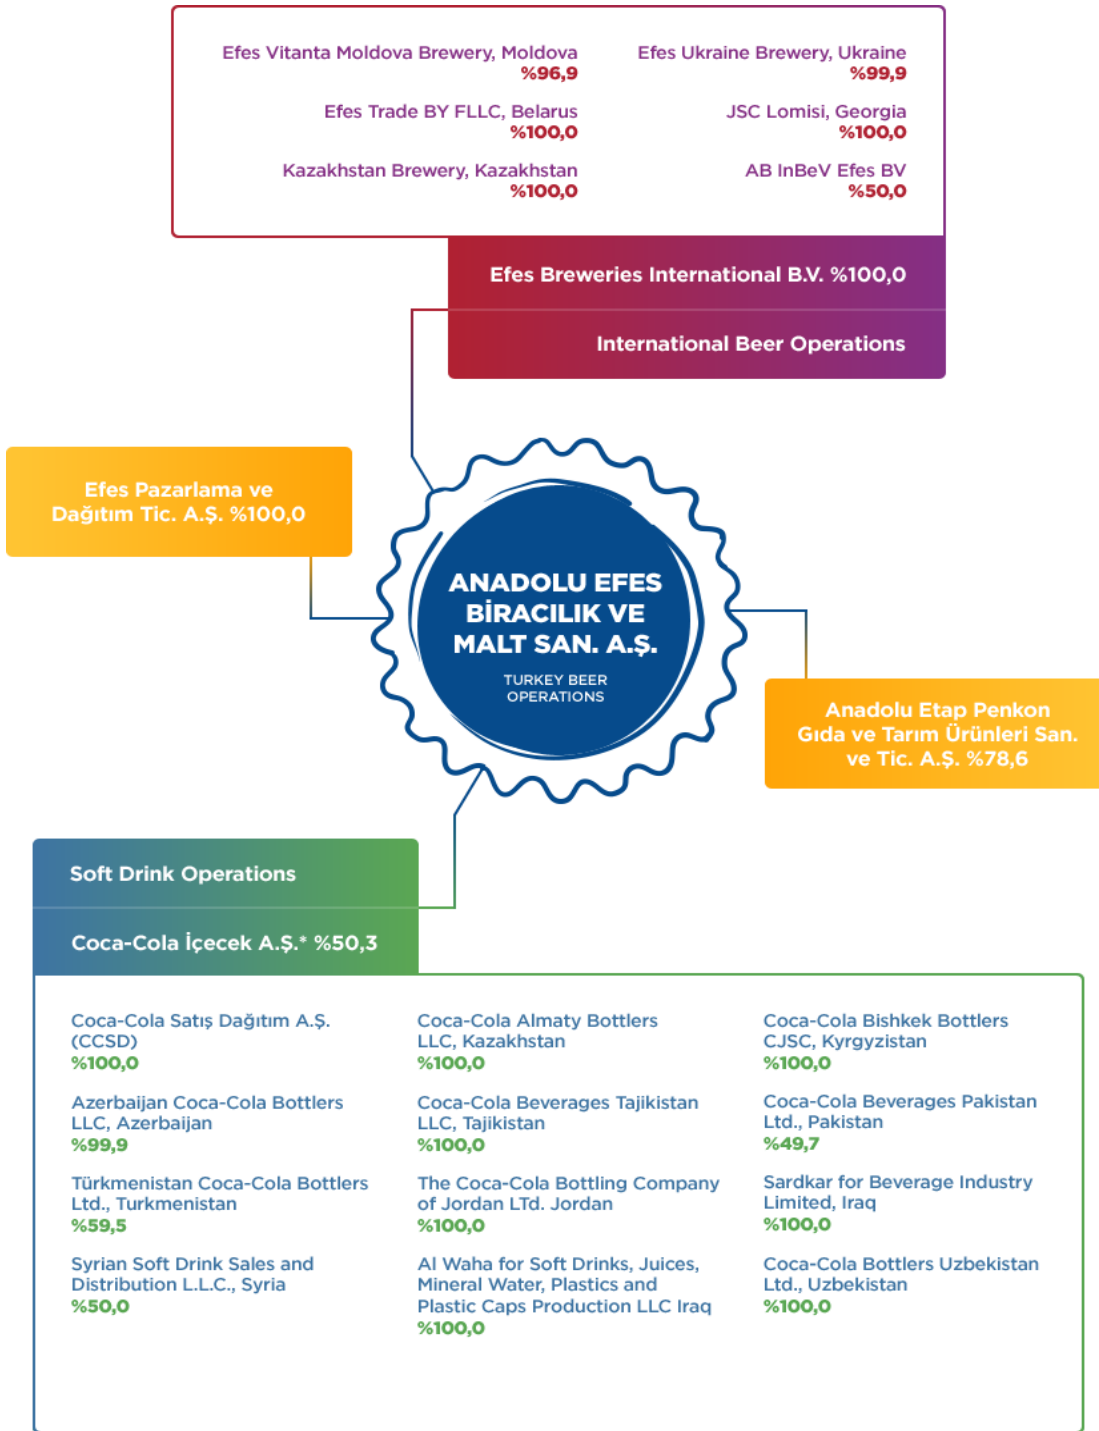 Efes Vitanta Moldova Brewery, Moldova
%96,9
Efes Ukraine Brewery, Ukraine
%99,9
Efes Trade BY FLLC, Belarus
%100,0
JSC Lomisi, Georgia
%100,0
Kazakhstan Brewery, Kazakhstan
%100,0
AB InBeV Efes BV
%50,0
Efes Breweries International B.V. %100,0
International Beer Operations
Efes Pazarlama ve
Dağıtım Tic. A.Ş. %100,0
ANADOLU EFES
BİRACILIK VE
MALT SAN. A.Ş.
TURKEY BEER
OPERATIONS
Anadolu Etap Penkon
Gıda ve Tarım Ürünleri San.
ve Tic. A.Ş. %78,6
Soft Drink Operations
Coca-Cola İçecek A.Ş.* %50,3
Coca-Cola Satış Dağıtım A.Ş.
(CCSD)
%100,0
Coca-Cola Almaty Bottlers
LLC, Kazakhstan
%100,0
Coca-Cola Bishkek Bottlers
CJSC, Kyrgyzistan
%100,0
Azerbaijan Coca-Cola Bottlers
LLC, Azerbaijan
%99,9
Coca-Cola Beverages Tajikistan
LLC, Tajikistan
%100,0
Coca-Cola Beverages Pakistan
Ltd., Pakistan
%49,7
Türkmenistan Coca-Cola Bottlers
Ltd., Turkmenistan
%59,5
The Coca-Cola Bottling Company
of Jordan LTd. Jordan
%100,0
Sardkar for Beverage Industry
Limited, Iraq
%100,0
Syrian Soft Drink Sales and
Distribution L.L.C., Syria
%50,0
Al Waha for Soft Drinks, Juices,
Mineral Water, Plastics and
Plastic Caps Production LLC Iraq
%100,0
Coca-Cola Bottlers Uzbekistan
Ltd., Uzbekistan
%100,0